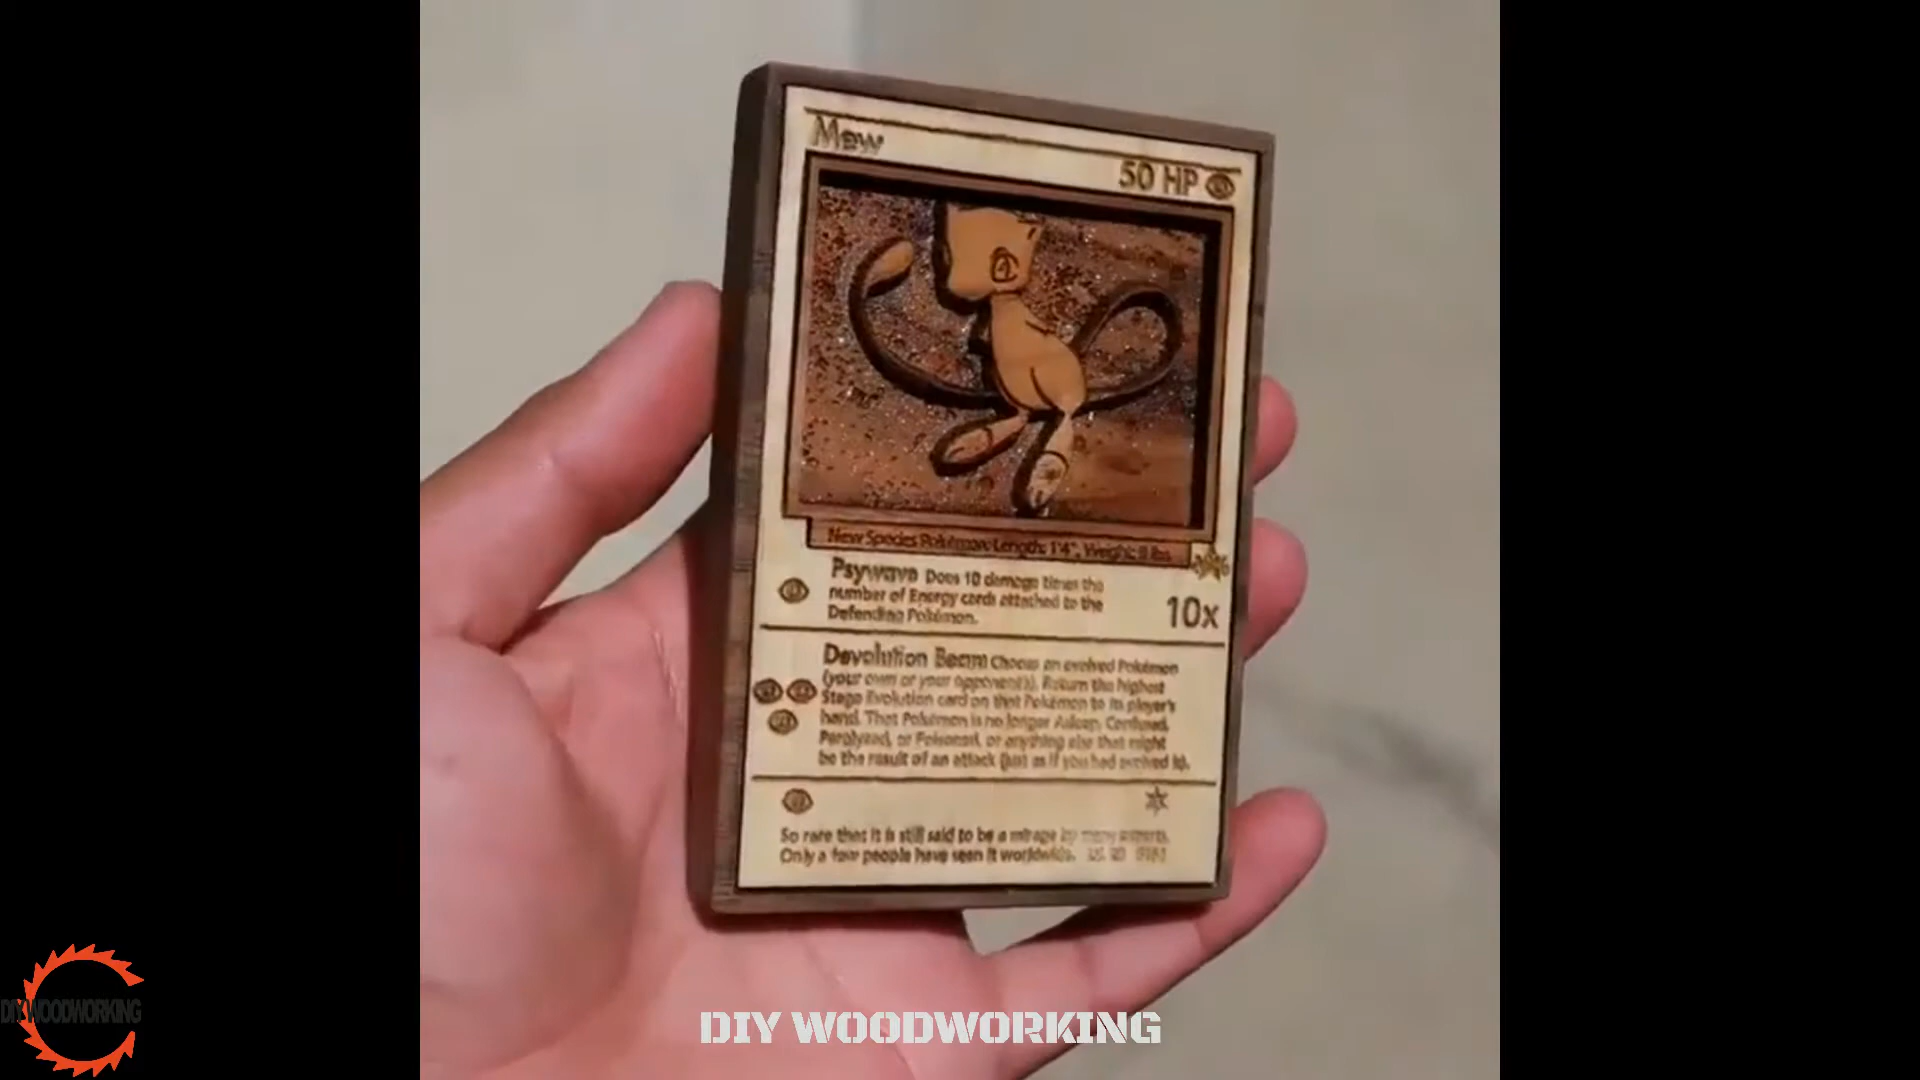 Mew
50 HP
New Species Pokémon. Length: 1'4", Weight: 9 lbs
Psywave Does 10 damage times the
number of Energy cards attached to the
Defending Pokémon.
10x
Devolution Beam Choose an evolved Pokémon
(your own or your opponent's). Return the highest
Stage Evolution card on that Pokémon to its player's
hand. That Pokémon is no longer Asleep, Confused,
Paralyzed, or Poisoned, or anything else that might
be the result of an attack (just as if you had evolved it).
So rare that it is still said to be a mirage by many experts.
Only a few people have seen it worldwide.
DIY WOODWORKING
DIY WOODWORKING